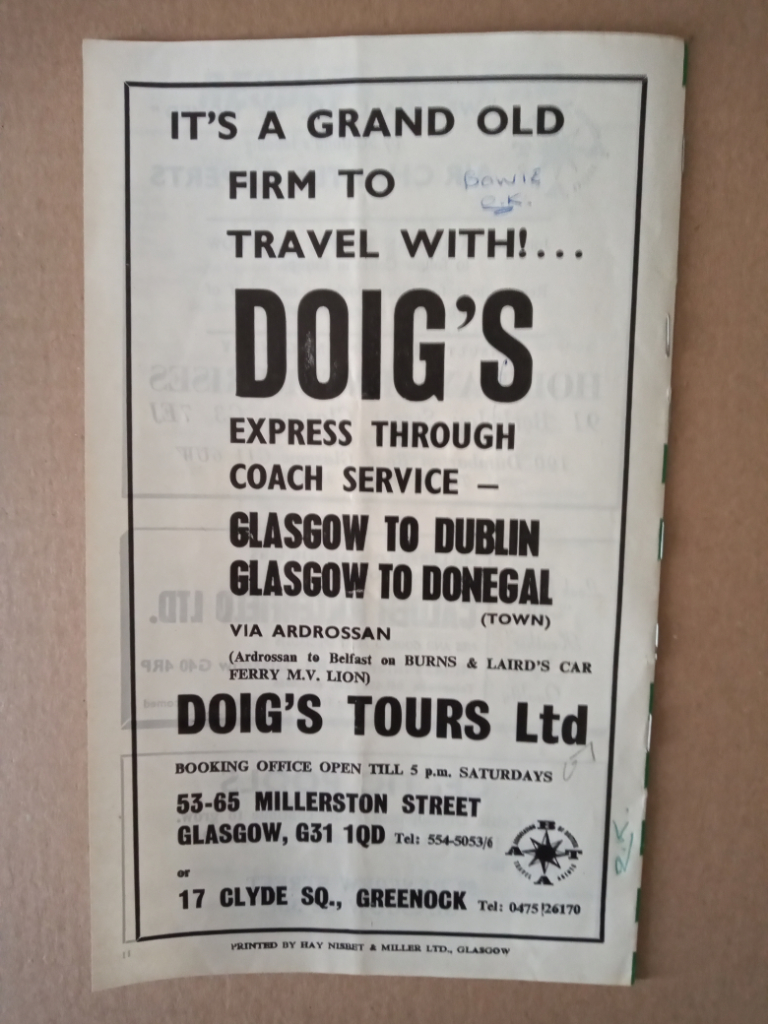 IT'S A GRAND OLD
FIRM TO
BOWIE
R.K.
TRAVEL WITH!...
DOIG'S
EXPRESS THROUGH
COACH SERVICE –
GLASGOW TO DUBLIN
GLASGOW TO DONEGAL
(TOWN)
VIA ARDROSSAN
(Ardrossan to Belfast on BURNS & LAIRD'S CAR
FERRY M.V. LION)
DOIG'S TOURS Ltd
BOOKING OFFICE OPEN TILL 5 p.m. SATURDAYS
53-65 MILLERSTON STREET
GLASGOW, G31 1QD Tel: 554-5053/6
A B T A
or
17 CLYDE SQ., GREENOCK Tel: 0475 26170
R.K.
PRINTED BY HAY NISBET & MILLER LTD., GLASGOW